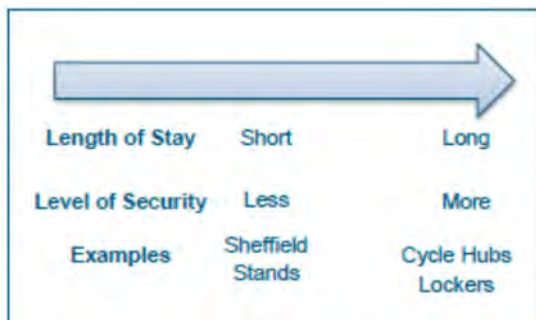 Length of Stay Short Long
Level of Security Less More
Examples Sheffield Stands Cycle Hubs Lockers